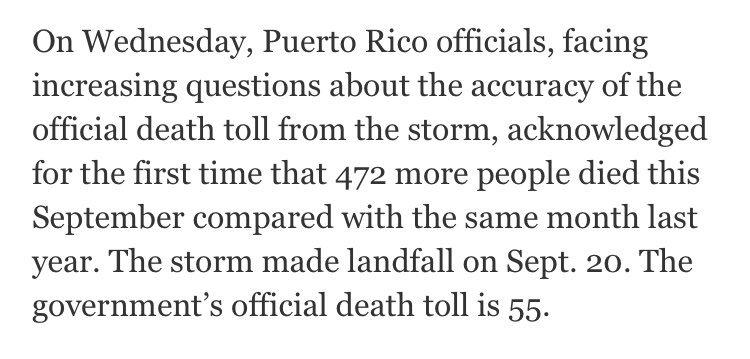 On Wednesday, Puerto Rico officials, facing
increasing questions about the accuracy of the
official death toll from the storm, acknowledged
for the first time that 472 more people died this
September compared with the same month last
year. The storm made landfall on Sept. 20. The
government’s official death toll is 55.